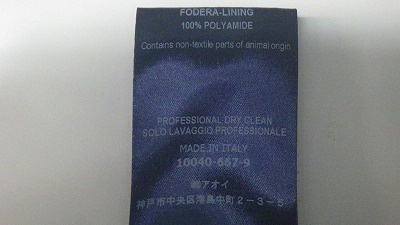 FODERA-LINING
100% POLYAMIDE
Contains non-textile parts of animal origin
PROFESSIONAL DRY CLEAN
SOLO LAVAGGIO PROFESSIONALE
MADE IN ITALY
10040-667-9
㈱アオイ
神戸市中央区港島中町2-3-5